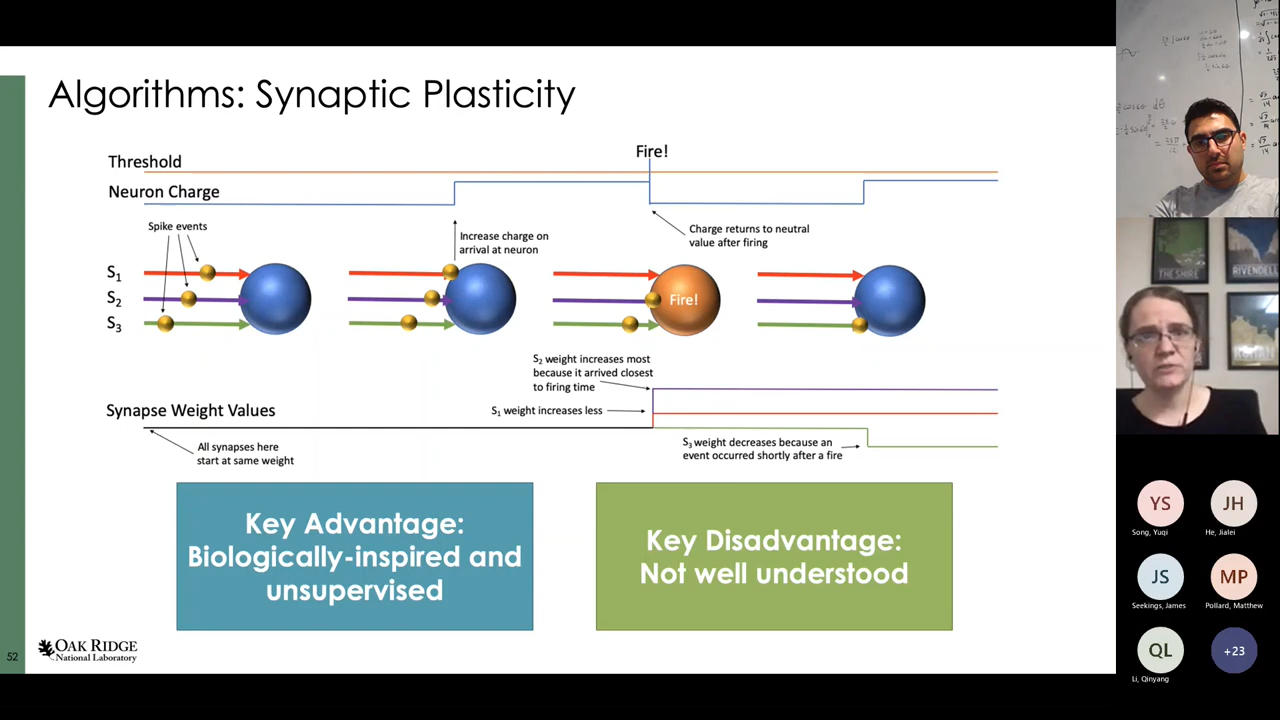 Algorithms: Synaptic Plasticity
Fire!
Threshold
Neuron Charge
Spike events
Increase charge on
arrival at neuron
Charge returns to neutral
value after firing
S1
S2
S3
Fire!
S2 weight increases most
because it arrived closest
to firing time
Synapse Weight Values
S1 weight increases less
All synapses here
start at same weight
S3 weight decreases because an
event occurred shortly after a fire
Key Advantage:
Biologically-inspired and
unsupervised
Key Disadvantage:
Not well understood
52
OAK RIDGE
National Laboratory
THE SHIRE
RIVENDELL
YS
JH
Song, Yuqi
He, Jialei
JS
MP
Seekings, James
Pollard, Matthew
QL
+23
Li, Qinyang